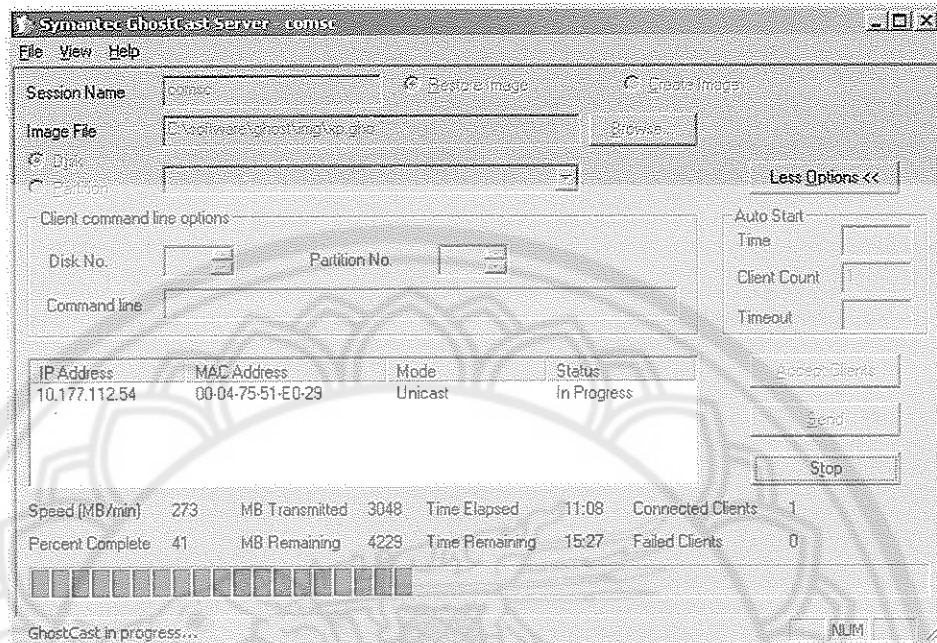 Symantec GhostCast Server - comsc
File View Help
Session Name comsc Restore Image Create Image
Image File Browse...
Disk
Partition
Less Options <<
Client command line options
Auto Start
Disk No. Partition No.
Time
Command line
Client Count
Timeout
IP Address MAC Address Mode Status
10.177.112.54 00-04-75-51-E0-29 Unicast In Progress
Accept Clients
Send
Stop
Speed (MB/min) 273 MB Transmitted 3048 Time Elapsed 11:08 Connected Clients 1
Percent Complete 41 MB Remaining 4229 Time Remaining 15:27 Failed Clients 0
GhostCast in progress...
NUM